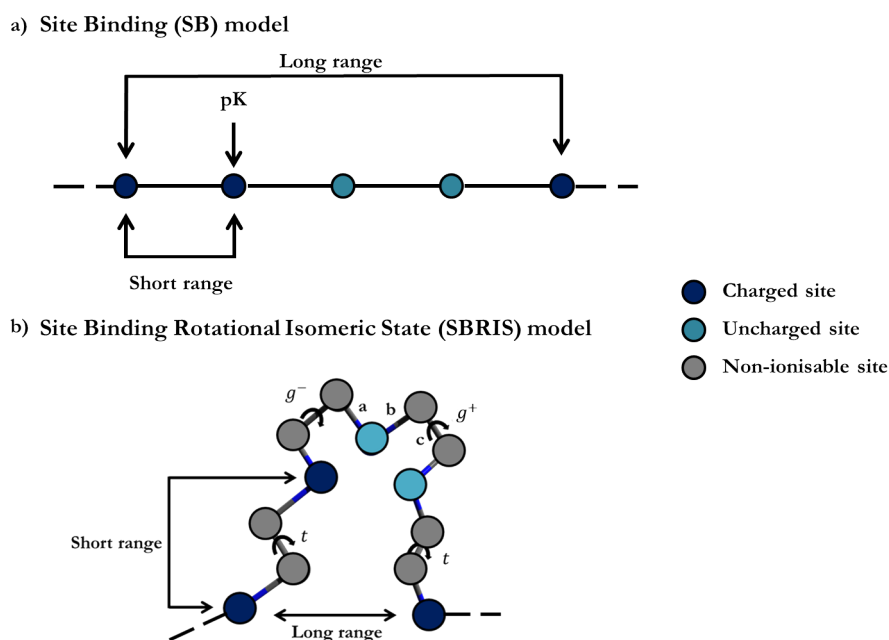 a) Site Binding (SB) model
Long range
pK
Short range
Charged site
Uncharged site
Non-ionisable site
b) Site Binding Rotational Isomeric State (SBRIS) model
g⁻
a
b
g⁺
c
Short range
t
t
Long range